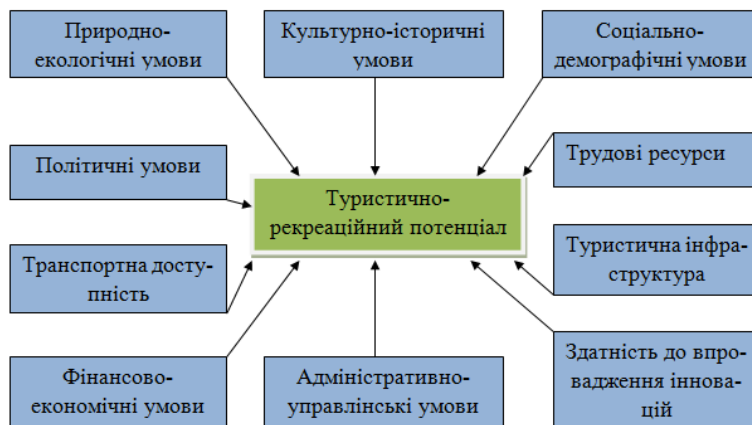 Природно-
екологічні умови
Культурно-історичні
умови
Соціально-
демографічні умови
Політичні умови
Трудові ресурси
Туристично-
рекреаційний потенціал
Транспортна досту-
пність
Туристична інфра-
структура
Фінансово-
економічні умови
Адміністративно-
управлінські умови
Здатність до впро-
вадження іннова-
цій